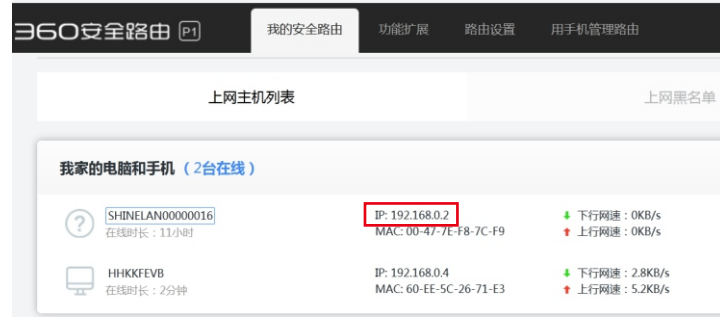 360安全路由 P1 我的安全路由 功能扩展 路由设置 用手机管理路由
上网主机列表 上网黑名单
我家的电脑和手机（2台在线）
? SHINELAN00000016 IP: 192.168.0.2 下行网速：0KB/s
在线时长：11小时 MAC: 00-47-7E-F8-7C-F9 上行网速：0KB/s
HHKKFEVB IP: 192.168.0.4 下行网速：2.8KB/s
在线时长：2分钟 MAC: 60-EE-5C-26-71-E3 上行网速：5.2KB/s